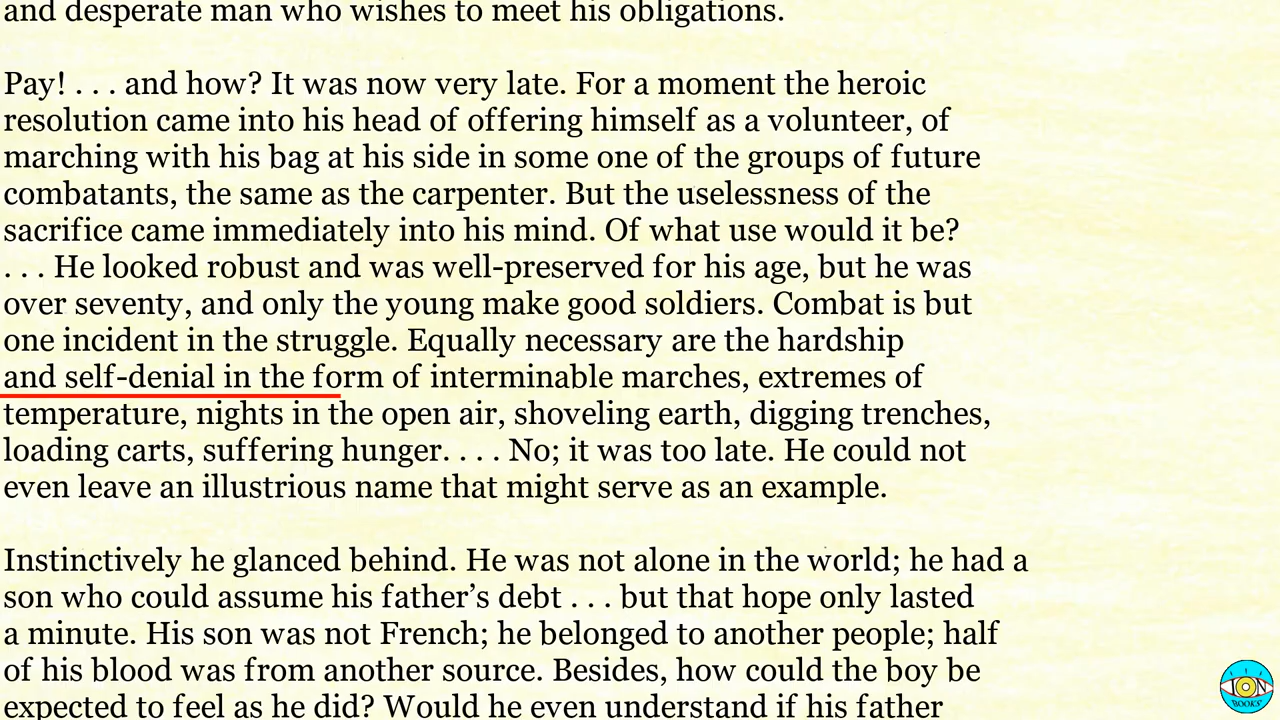 and desperate man who wishes to meet his obligations.
Pay! . . . and how? It was now very late. For a moment the heroic
resolution came into his head of offering himself as a volunteer, of
marching with his bag at his side in some one of the groups of future
combatants, the same as the carpenter. But the uselessness of the
sacrifice came immediately into his mind. Of what use would it be?
. . . He looked robust and was well-preserved for his age, but he was
over seventy, and only the young make good soldiers. Combat is but
one incident in the struggle. Equally necessary are the hardship
and self-denial in the form of interminable marches, extremes of
temperature, nights in the open air, shoveling earth, digging trenches,
loading carts, suffering hunger. . . . No; it was too late. He could not
even leave an illustrious name that might serve as an example.
Instinctively he glanced behind. He was not alone in the world; he had a
son who could assume his father’s debt . . . but that hope only lasted
a minute. His son was not French; he belonged to another people; half
of his blood was from another source. Besides, how could the boy be
expected to feel as he did? Would he even understand if his father
ION
BOOKS